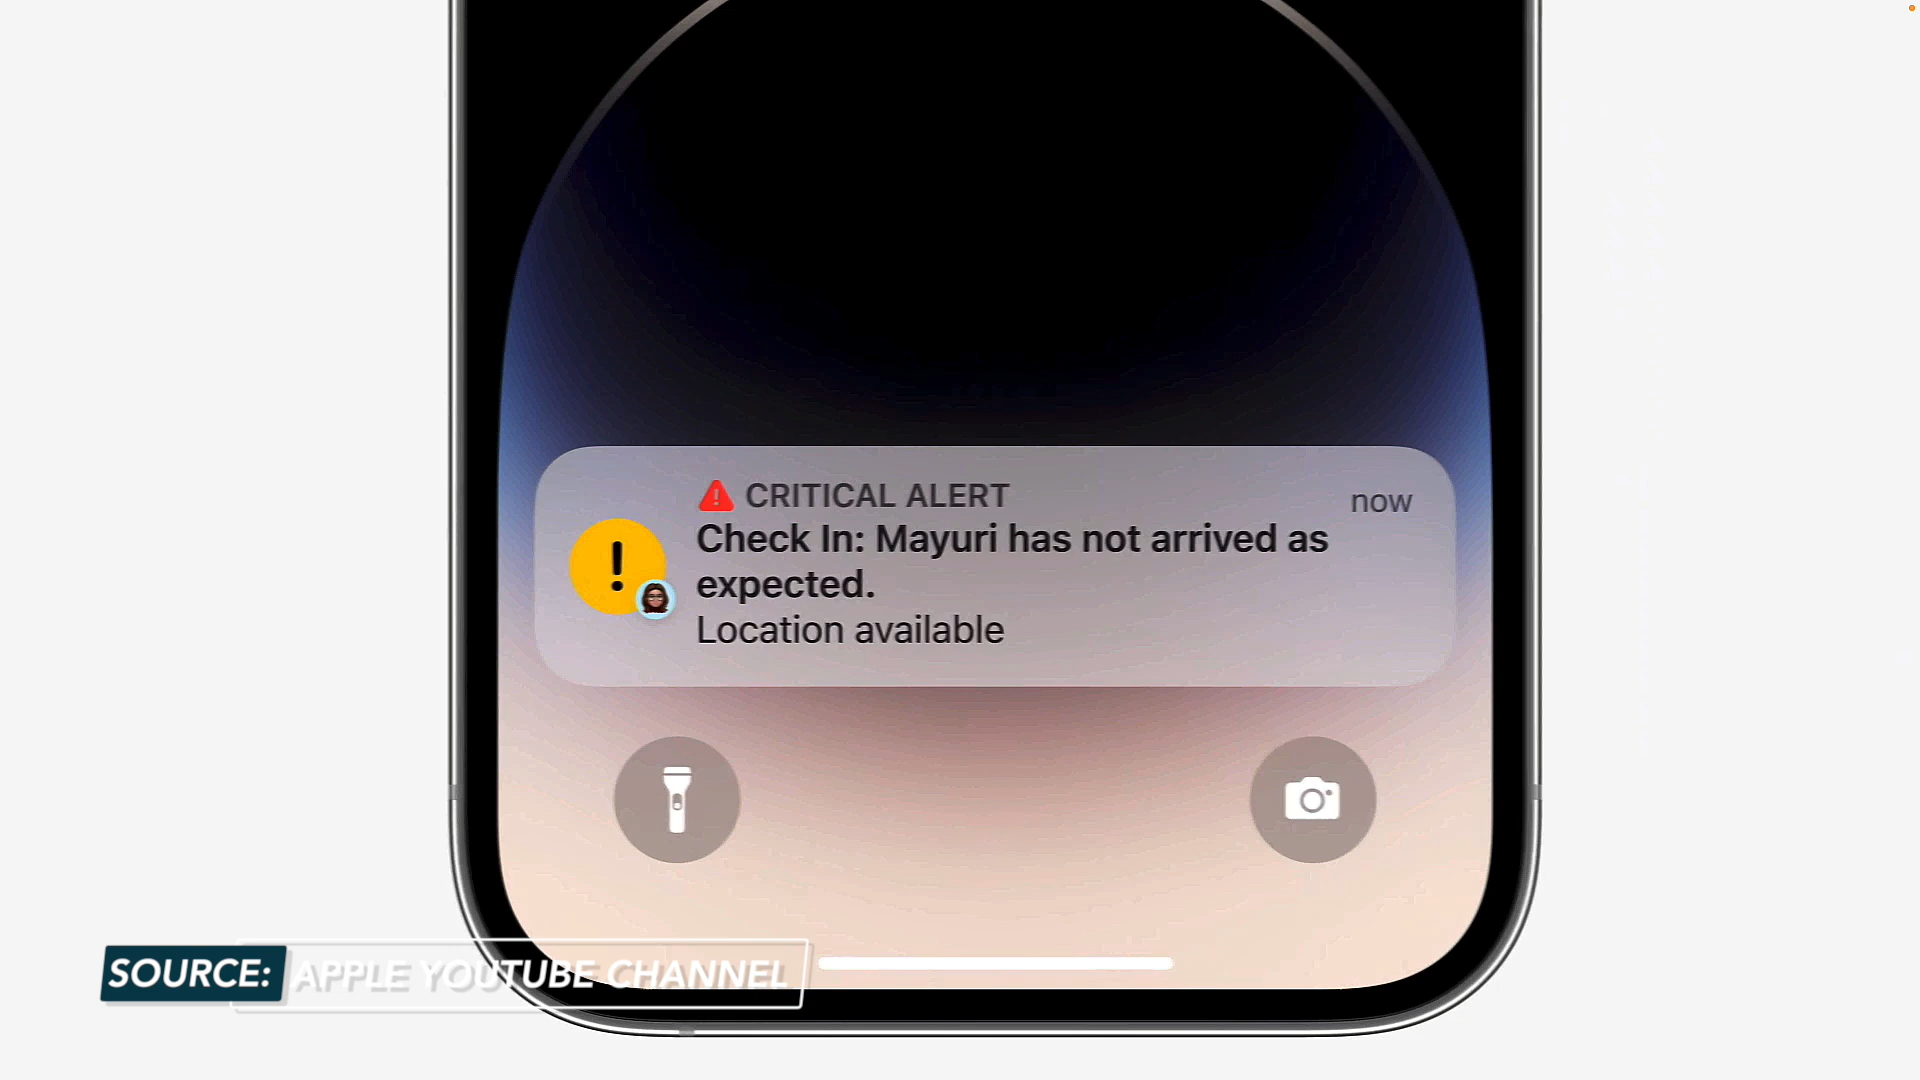 CRITICAL ALERT
now
Check In: Mayuri has not arrived as
expected.
Location available
SOURCE: APPLE YOUTUBE CHANNEL